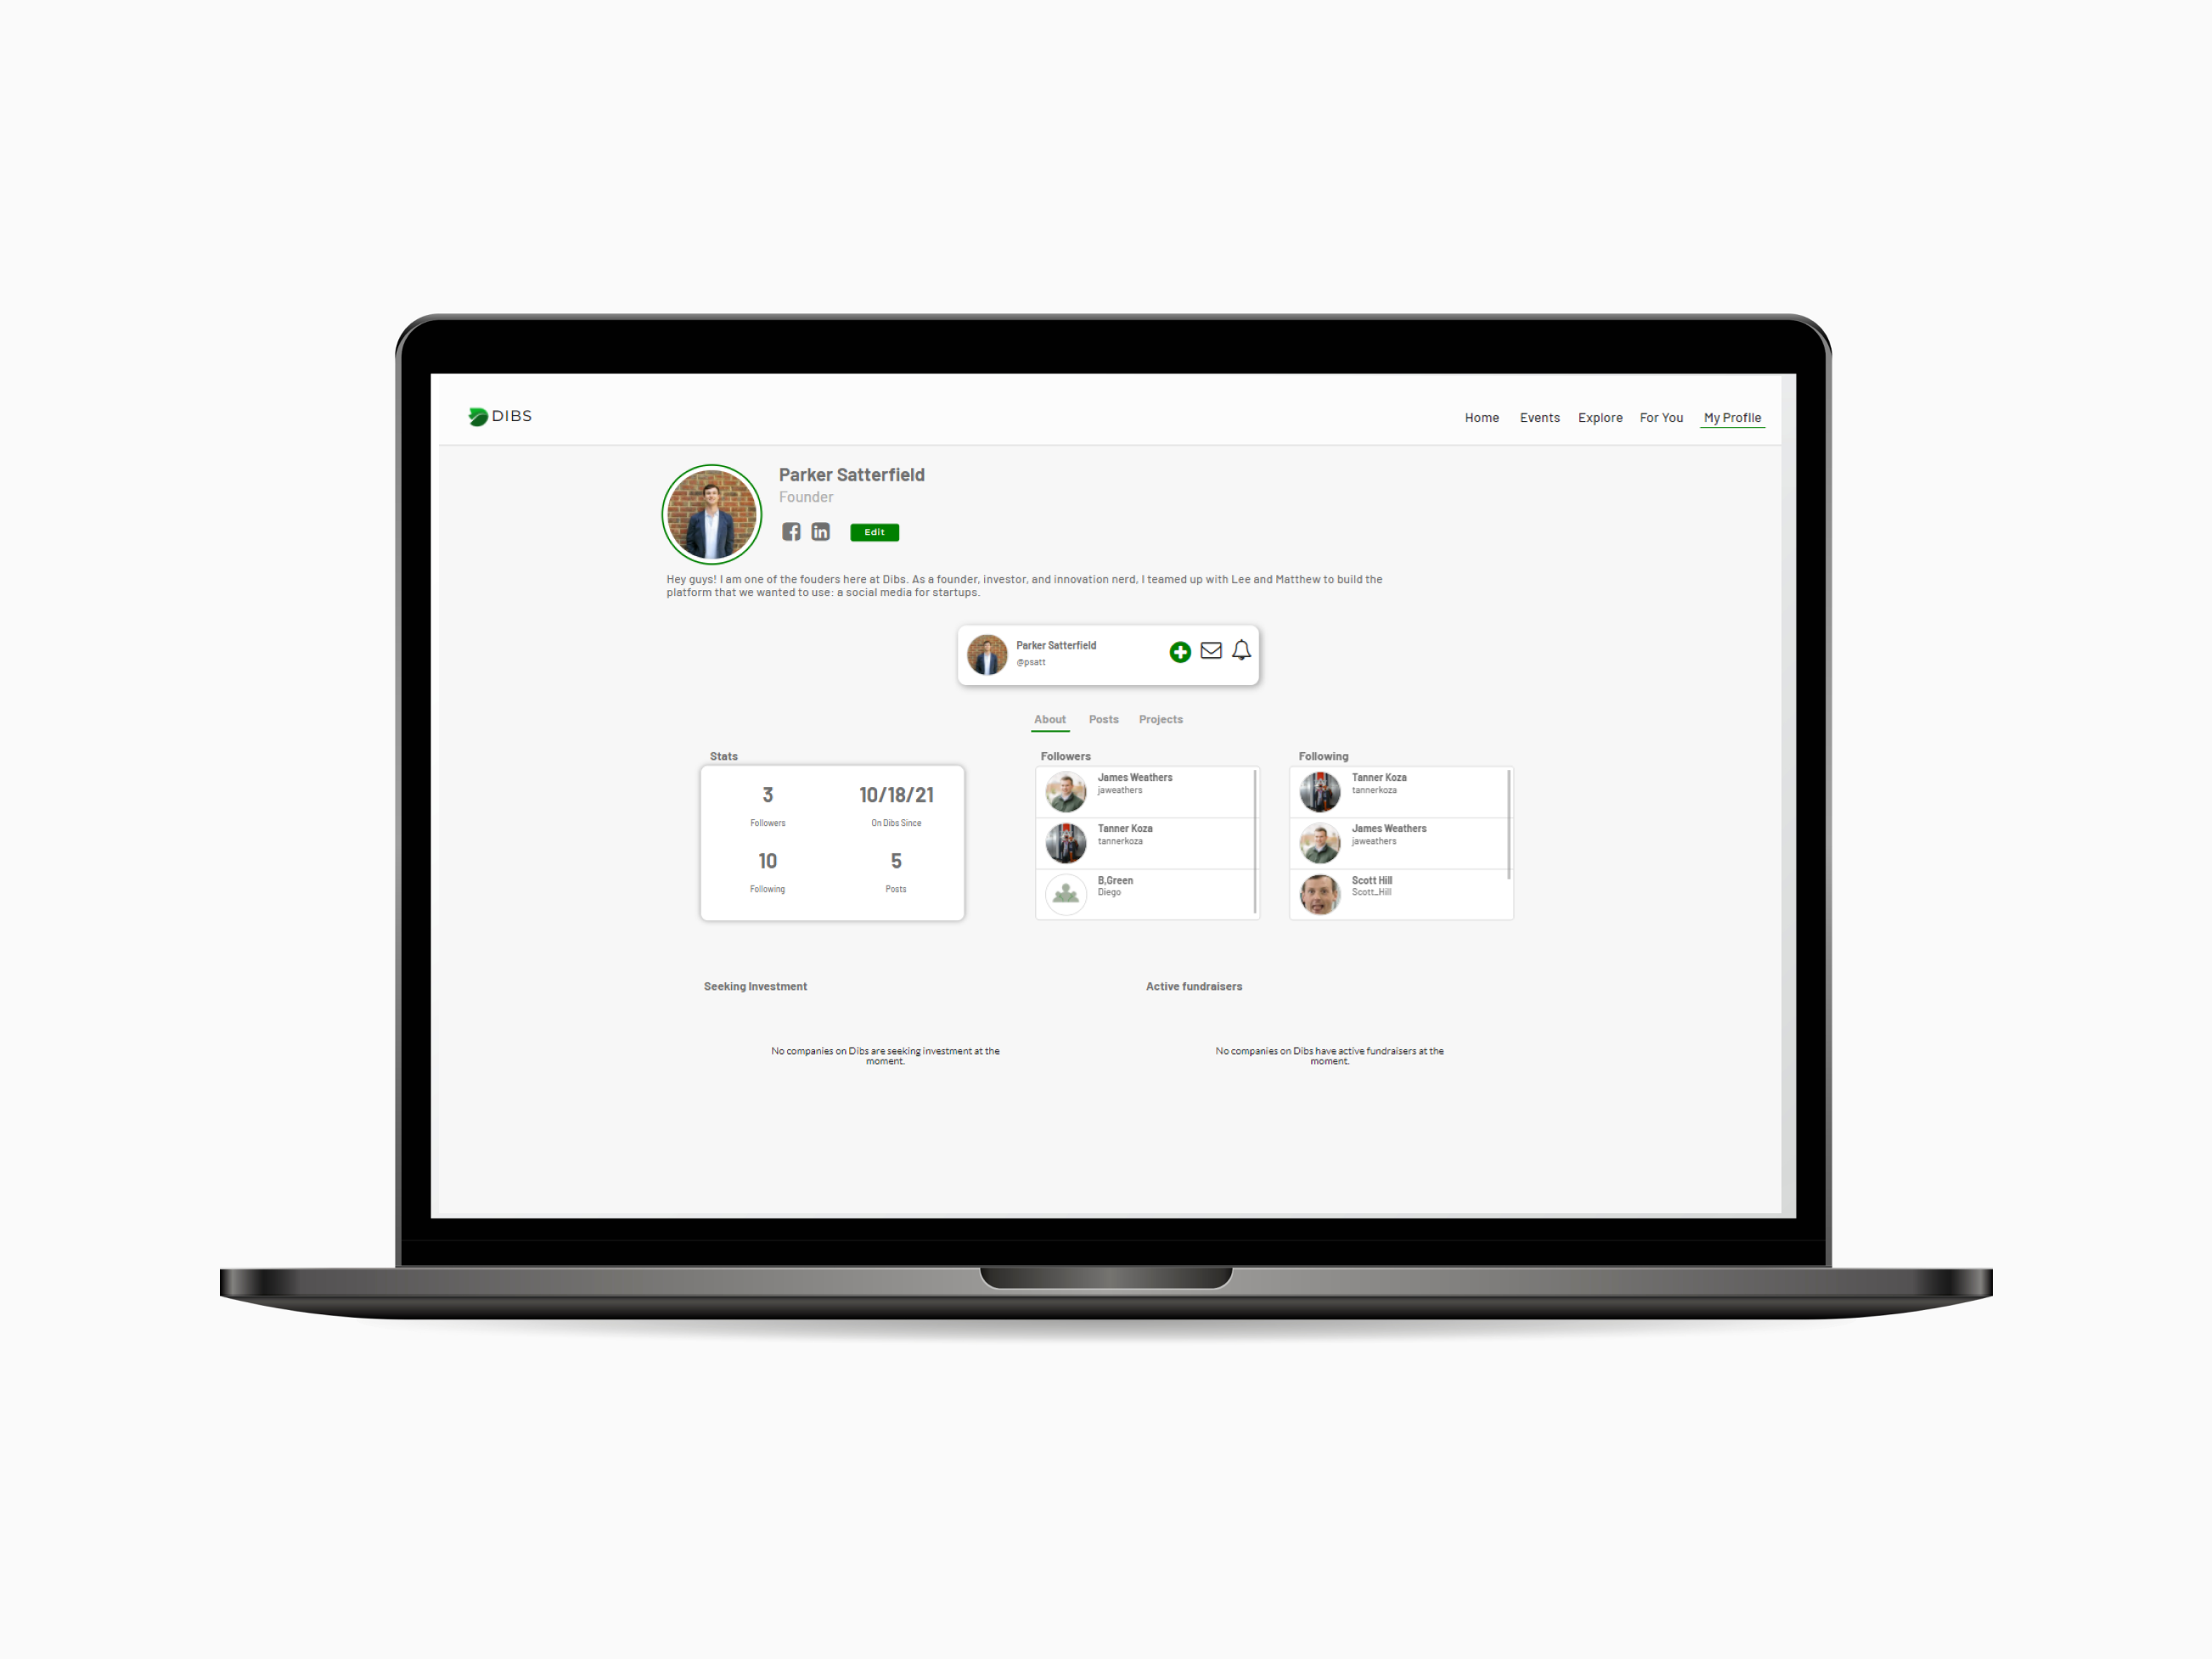 DIBS
Home Events Explore For You My Profile
Parker Satterfield
Founder
Edit
Hey guys! I am one of the fouders here at Dibs. As a founder, investor, and innovation nerd, I teamed up with Lee and Matthew to build the
platform that we wanted to use: a social media for startups.
Parker Satterfield
@psatt
About Posts Projects
Stats
3 10/18/21
Followers On Dibs Since
10 5
Following Posts
Followers
James Weathers
jaweathers
Tanner Koza
tannerkoza
B,Green
Diego
Following
Tanner Koza
tannerkoza
James Weathers
jaweathers
Scott Hill
Scott_Hill
Seeking Investment
No companies on Dibs are seeking investment at the
moment.
Active fundraisers
No companies on Dibs have active fundraisers at the
moment.